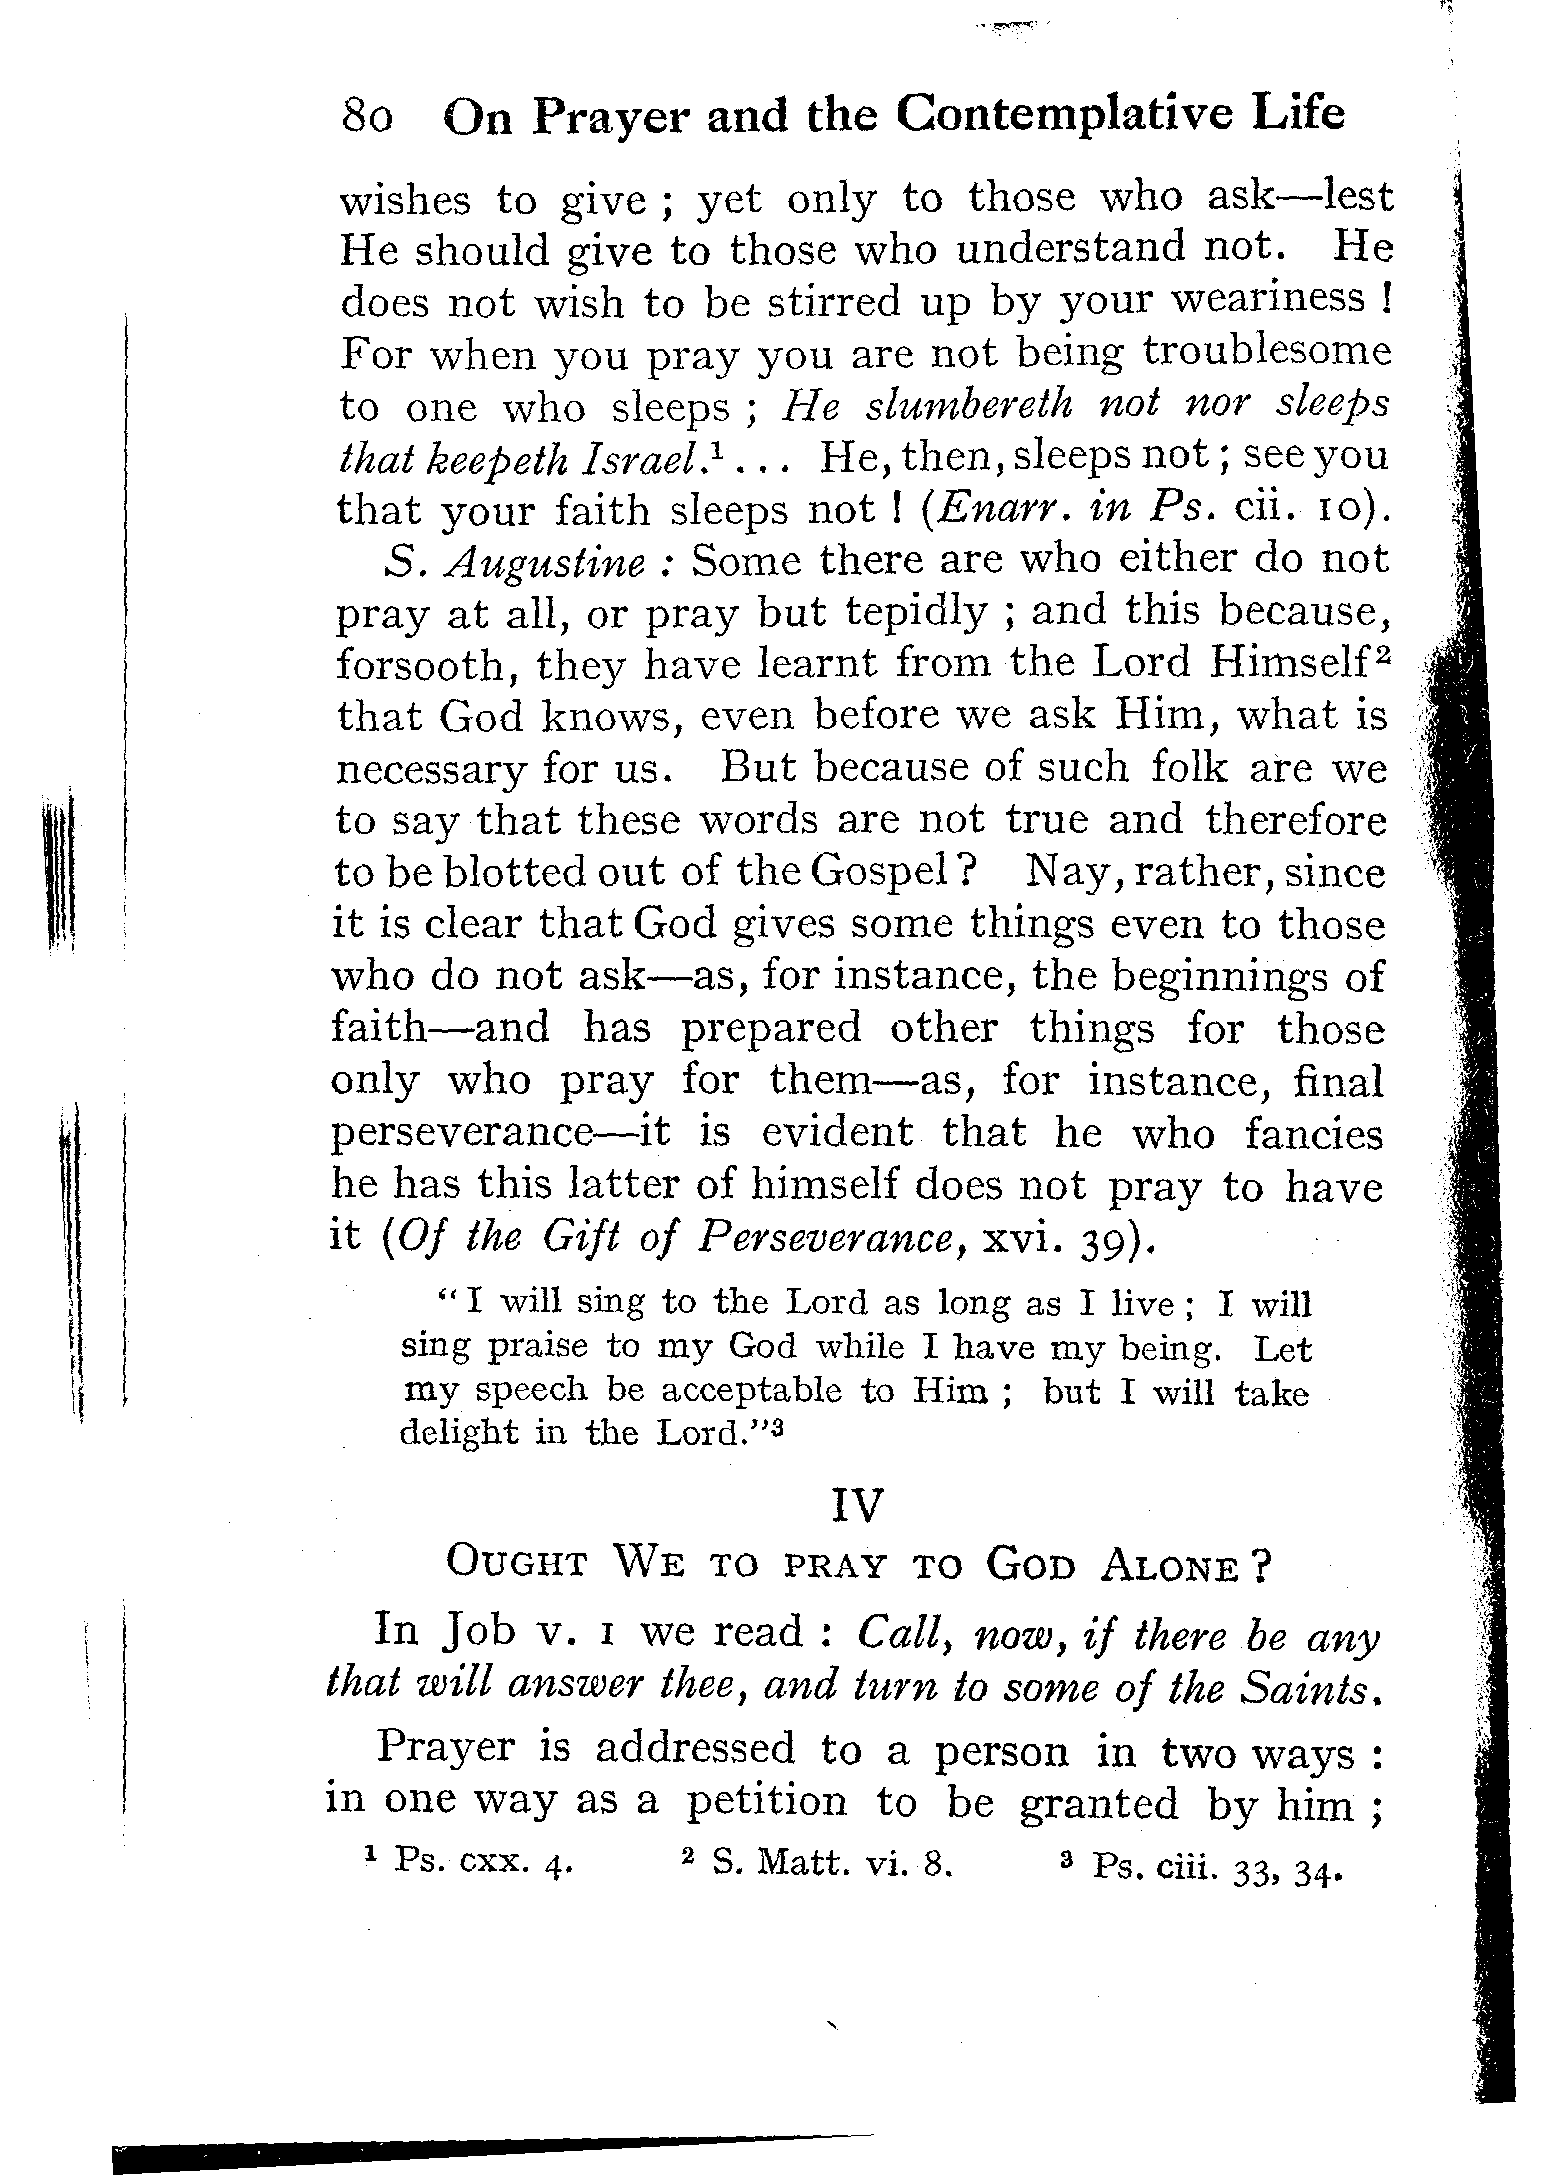 80 On Prayer and the Contemplative Life
wishes to give ; yet only to those who ask—lest
He should give to those who understand not. He
does not wish to be stirred up by your weariness !
For when you pray you are not being troublesome
to one who sleeps ; He slumbereth not nor sleeps
that keepeth Israel.¹ . . . He, then, sleeps not ; see you
that your faith sleeps not ! (Enarr. in Ps. cii. 10).
S. Augustine : Some there are who either do not
pray at all, or pray but tepidly ; and this because,
forsooth, they have learnt from the Lord Himself²
that God knows, even before we ask Him, what is
necessary for us. But because of such folk are we
to say that these words are not true and therefore
to be blotted out of the Gospel ? Nay, rather, since
it is clear that God gives some things even to those
who do not ask—as, for instance, the beginnings of
faith—and has prepared other things for those
only who pray for them—as, for instance, final
perseverance—it is evident that he who fancies
he has this latter of himself does not pray to have
it (Of the Gift of Perseverance, xvi. 39).
“ I will sing to the Lord as long as I live ; I will
sing praise to my God while I have my being. Let
my speech be acceptable to Him ; but I will take
delight in the Lord.”³
IV
OUGHT WE TO PRAY TO GOD ALONE ?
In Job v. 1 we read : Call, now, if there be any
that will answer thee, and turn to some of the Saints.
Prayer is addressed to a person in two ways :
in one way as a petition to be granted by him ;
¹ Ps. cxx. 4. ² S. Matt. vi. 8. ³ Ps. ciii. 33, 34.